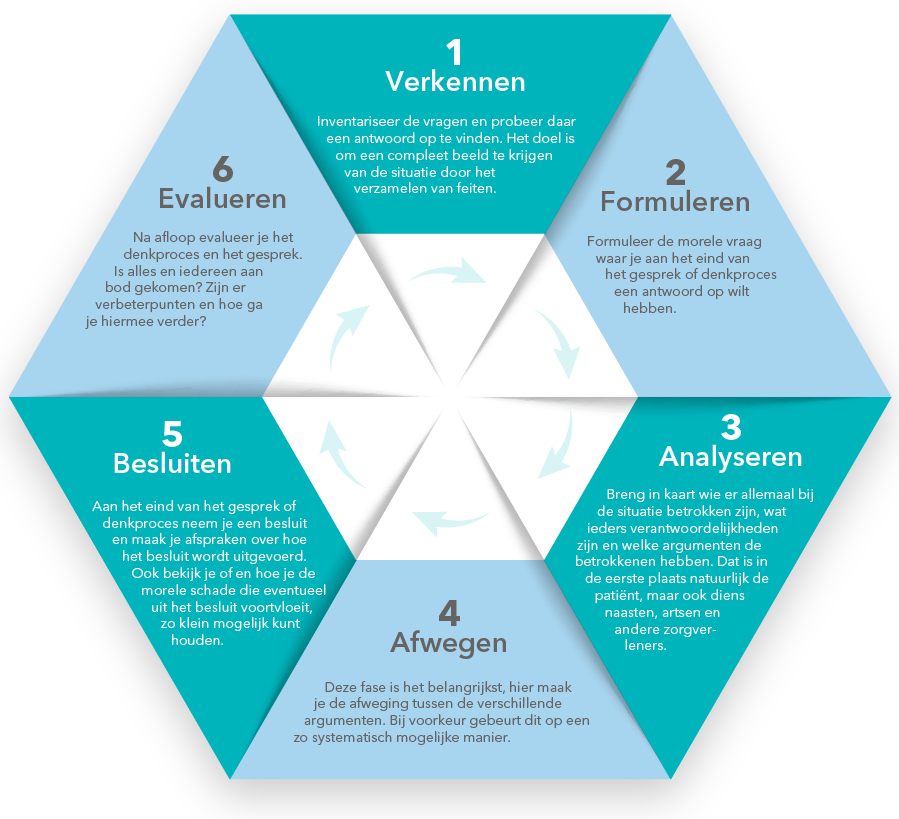 1
Verkennen
Inventariseer de vragen en probeer daar
een antwoord op te vinden. Het doel is
om een compleet beeld te krijgen
van de situatie door het
verzamelen van feiten.
2
Formuleren
Formuleer de morele vraag
waar je aan het eind van
het gesprek of denkproces
een antwoord op wilt
hebben.
3
Analyseren
Breng in kaart wie er allemaal bij
de situatie betrokken zijn, wat
ieders verantwoordelijkheden
zijn en welke argumenten de
betrokkenen hebben. Dat is in
de eerste plaats natuurlijk de
patiënt, maar ook diens
naasten, artsen en
andere zorgver-
leners.
4
Afwegen
Deze fase is het belangrijkst, hier maak
je de afweging tussen de verschillende
argumenten. Bij voorkeur gebeurt dit op een
zo systematisch mogelijke manier.
5
Besluiten
Aan het eind van het gesprek of
denkproces neem je een besluit
en maak je afspraken over hoe
het besluit wordt uitgevoerd.
Ook bekijk je of en hoe je de
morele schade die eventueel
uit het besluit voortvloeit,
zo klein mogelijk kunt
houden.
6
Evalueren
Na afloop evalueer je het
denkproces en het gesprek.
Is alles en iedereen aan
bod gekomen? Zijn er
verbeterpunten en hoe ga
je hiermee verder?